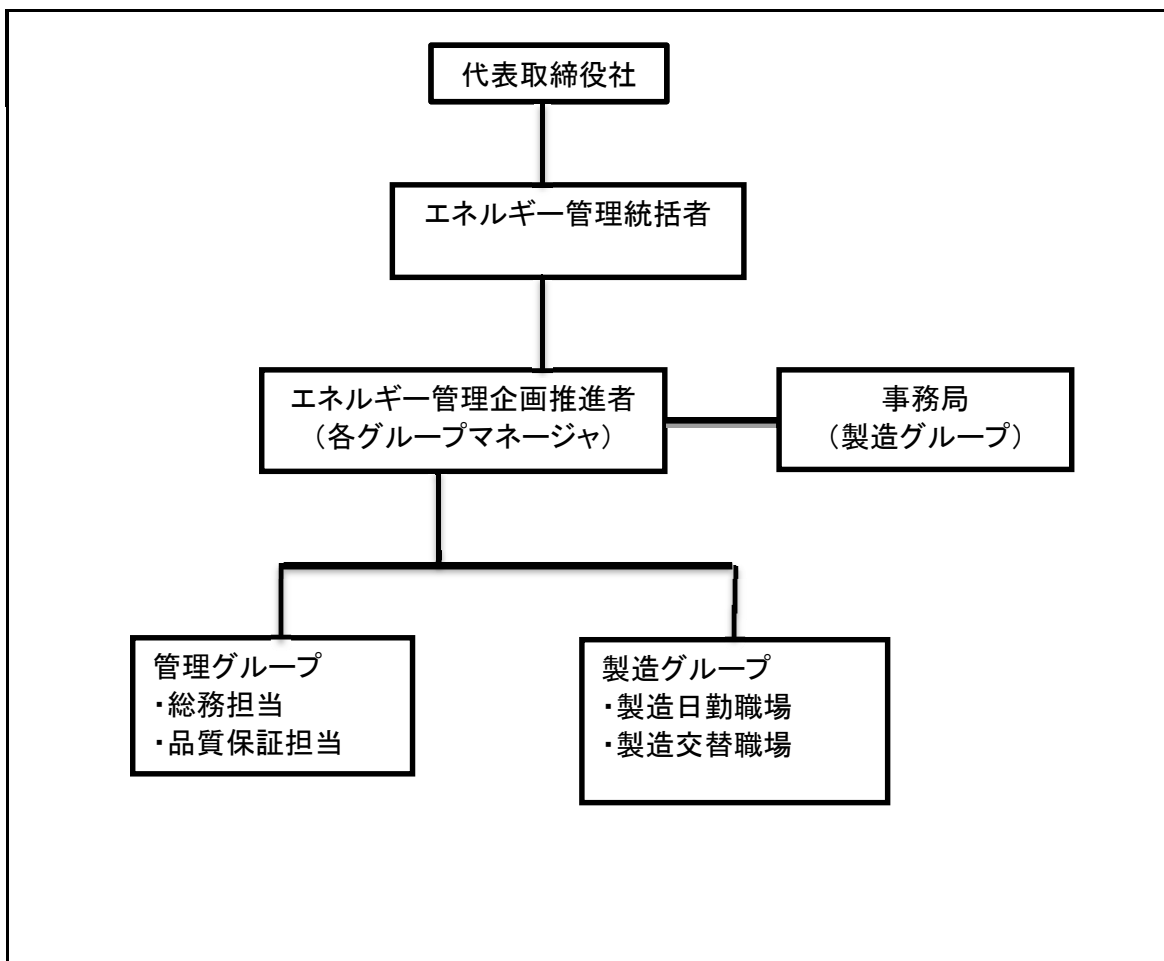 代表取締役社
エネルギー管理統括者
エネルギー管理企画推進者
（各グループマネージャ）
事務局
（製造グループ）
管理グループ
・総務担当
・品質保証担当
製造グループ
・製造日勤職場
・製造交替職場